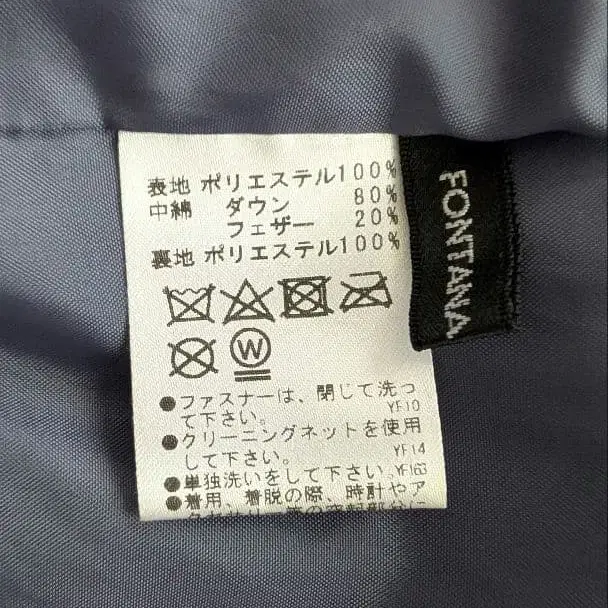 表地 ポリエステル100%
中綿 ダウン 80%
フェザー 20%
裏地 ポリエステル100%
W
●ファスナーは、閉じて洗っ
て下さい。 YF10
●クリーニングネットを使用
して下さい。 YF14
●単独洗いをして下さい。YF163
●着用、着脱の際、時計やア
FONTANA